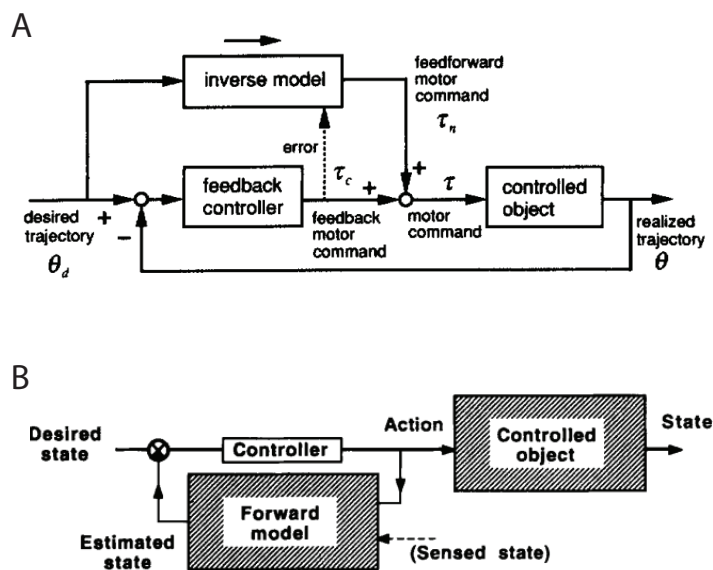 A
inverse model
feedforward
motor
command
τn
error
τc
feedback
controller
+
+
τ
controlled
object
desired
trajectory
θd
+
−
feedback
motor
command
motor
command
realized
trajectory
θ
B
Desired
state
Controller
Action
Controlled
object
State
Forward
model
Estimated
state
(Sensed state)